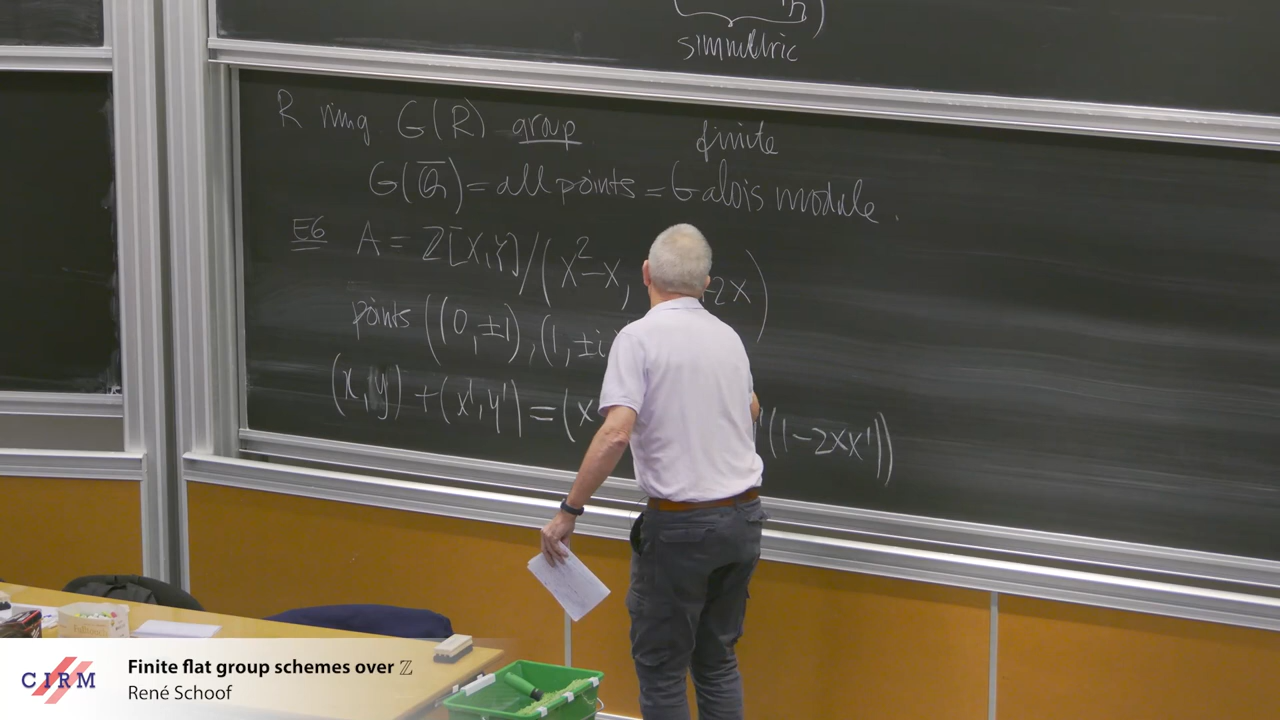 simmetric
R ring G(R) group finite
G(ℚ̅) = all points = Galois module.
E6 A = Z[X,Y]/(X²-X, -2X)
points ((0,±1),(1,±i
(x,y) + (x',y') = (x '(1-2xx'))
CIRM
Finite flat group schemes over ℤ
René Schoof